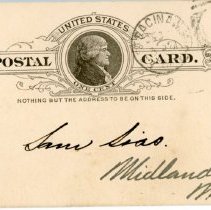 UNITED STATES
POSTAL CARD.
ONE CENT
NOTHING BUT THE ADDRESS TO BE ON THIS SIDE.
Sam Sias.
Midland